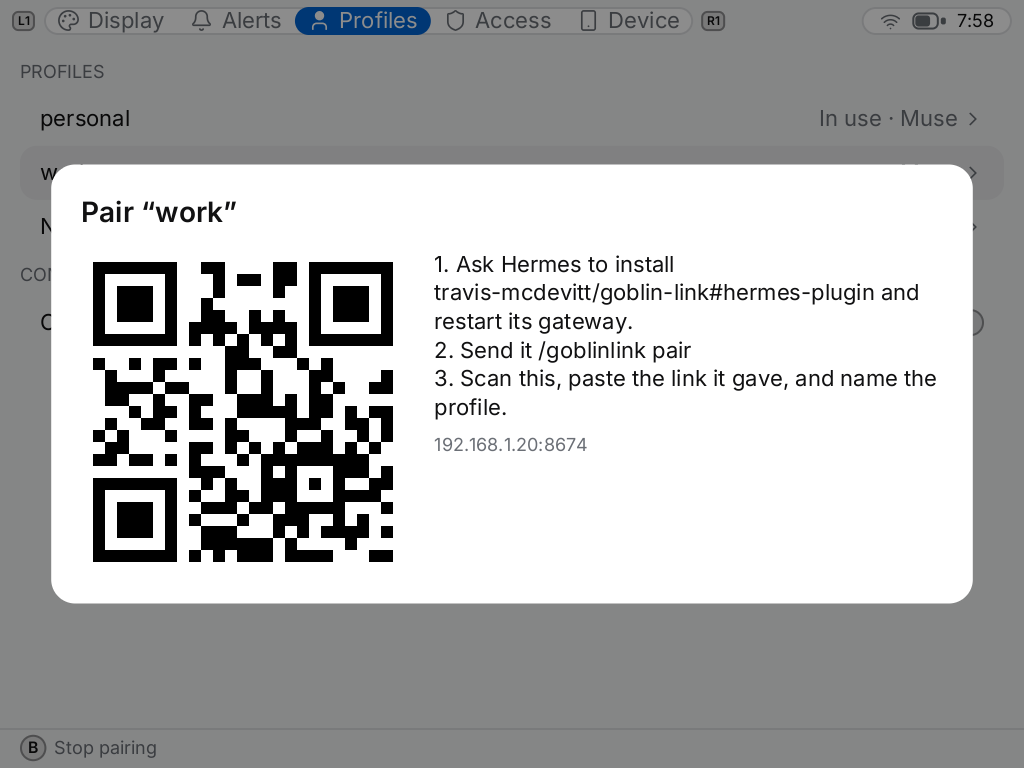 L1 Display Alerts Profiles Access Device R1 7:58
PROFILES
personal In use · Muse
Pair “work”
1. Ask Hermes to install
travis-mcdevitt/goblin-link#hermes-plugin and
restart its gateway.
2. Send it /goblinlink pair
3. Scan this, paste the link it gave, and name the
profile.
192.168.1.20:8674
B Stop pairing